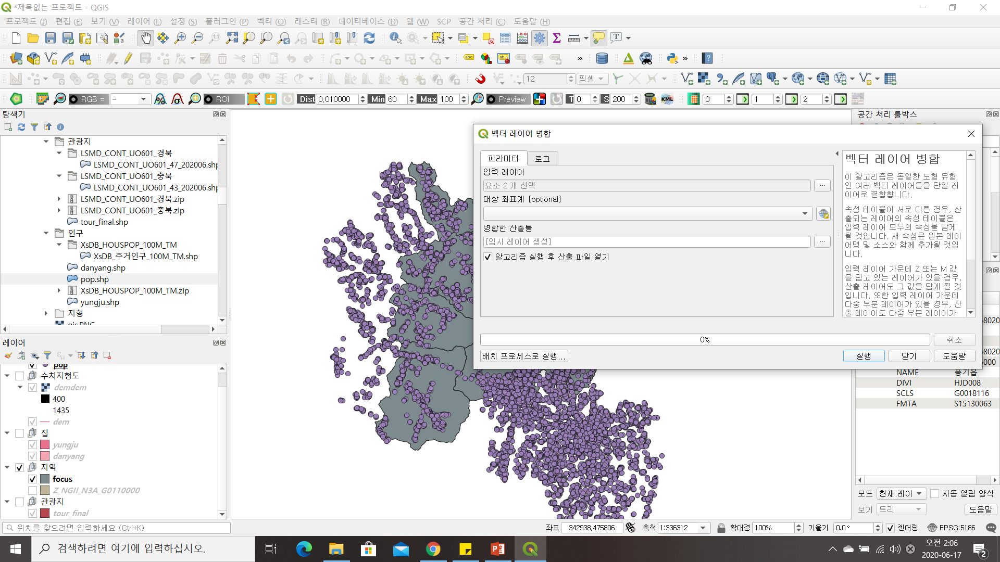 *제목없는 프로젝트 - QGIS
프로젝트 (J) 편집 (E) 보기 (V) 레이어 (L) 설정 (S) 플러그인 (P) 벡터 (O) 래스터 (R) 데이터베이스 (D) 웹 (W) SCP 공간 처리 (C) 도움말 (H)
12 픽셀
RGB = - ROI Dist 0,010000 Min 60 Max 100 Preview T 0 S 200 KML 0 1 2
탐색기
관광지
LSMD_CONT_UO601_경북
LSMD_CONT_UO601_47_202006.shp
LSMD_CONT_UO601_충북
LSMD_CONT_UO601_43_202006.shp
LSMD_CONT_UO601_경북.zip
LSMD_CONT_UO601_충북.zip
tour_final.shp
인구
XsDB_HOUSPOP_100M_TM
XsDB_주거인구_100M_TM.shp
danyang.shp
pop.shp
XsDB_HOUSPOP_100M_TM.zip
yungju.shp
지형
레이어
pop
수치지형도
demdem
400
1435
dem
집
yungju
danyang
지역
focus
Z_NGII_N3A_G0110000
관광지
tour_final
벡터 레이어 병합
파라미터 로그
입력 레이어
요소 2 개 선택
...
대상 좌표계 [optional]
병합한 산출물
[임시 레이어 생성]
...
알고리즘 실행 후 산출 파일 열기
벡터 레이어 병합
이 알고리즘은 동일한 도형 유형
인 여러 벡터 레이어들을 단일 레
이어로 결합합니다.
속성 테이블이 서로 다른 경우, 산
출되는 레이어의 속성 테이블은
입력 레이어 모두의 속성을 담게
될 것입니다. 새 속성은 원본 레이
어명 및 소스와 함께 추가될 것입
니다.
입력 레이어 가운데 Z 또는 M 값
을 담고 있는 레이어가 있을 경우,
산출 레이어도 그 값을 담게 될 것
입니다. 또한 입력 레이어 가운데
다중 부분 레이어가 있을 경우, 산
출 레이어도 다중 부분 레이어가
0%
취소
배치 프로세스로 실행...
실행 닫기 도움말
공간 처리 툴박스
NAME 풍기읍
DIVI HJD008
SCLS G0018116
FMTA S15130063
모드 현재 레이 자동 열림 양식
보기 트리 도움말
위치를 찾으려면 입력하세요 (Ctrl+K)
좌표 342938,475806 축척 1:336312 확대경 100% 기울기 0.0 ° 렌더링 EPSG:5186
검색하려면 여기에 입력하십시오.
오전 2:06
2020-06-17
2